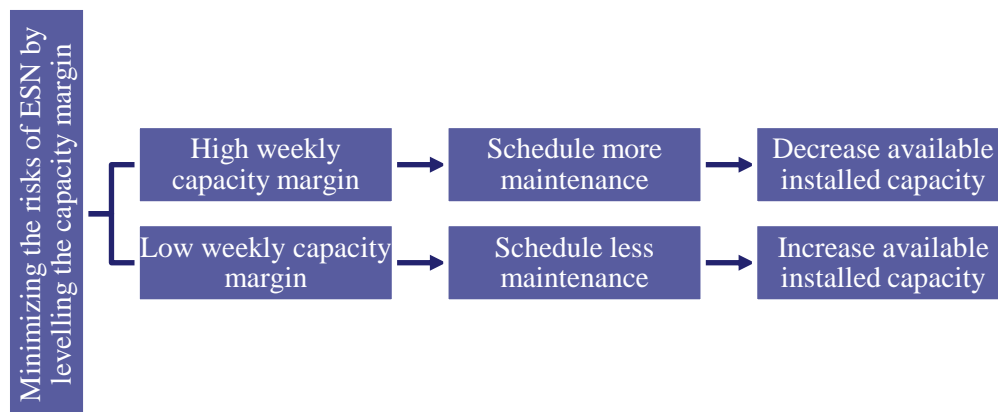 Minimizing the risks of ESN by
levelling the capacity margin
High weekly
capacity margin
Schedule more
maintenance
Decrease available
installed capacity
Low weekly capacity
margin
Schedule less
maintenance
Increase available
installed capacity